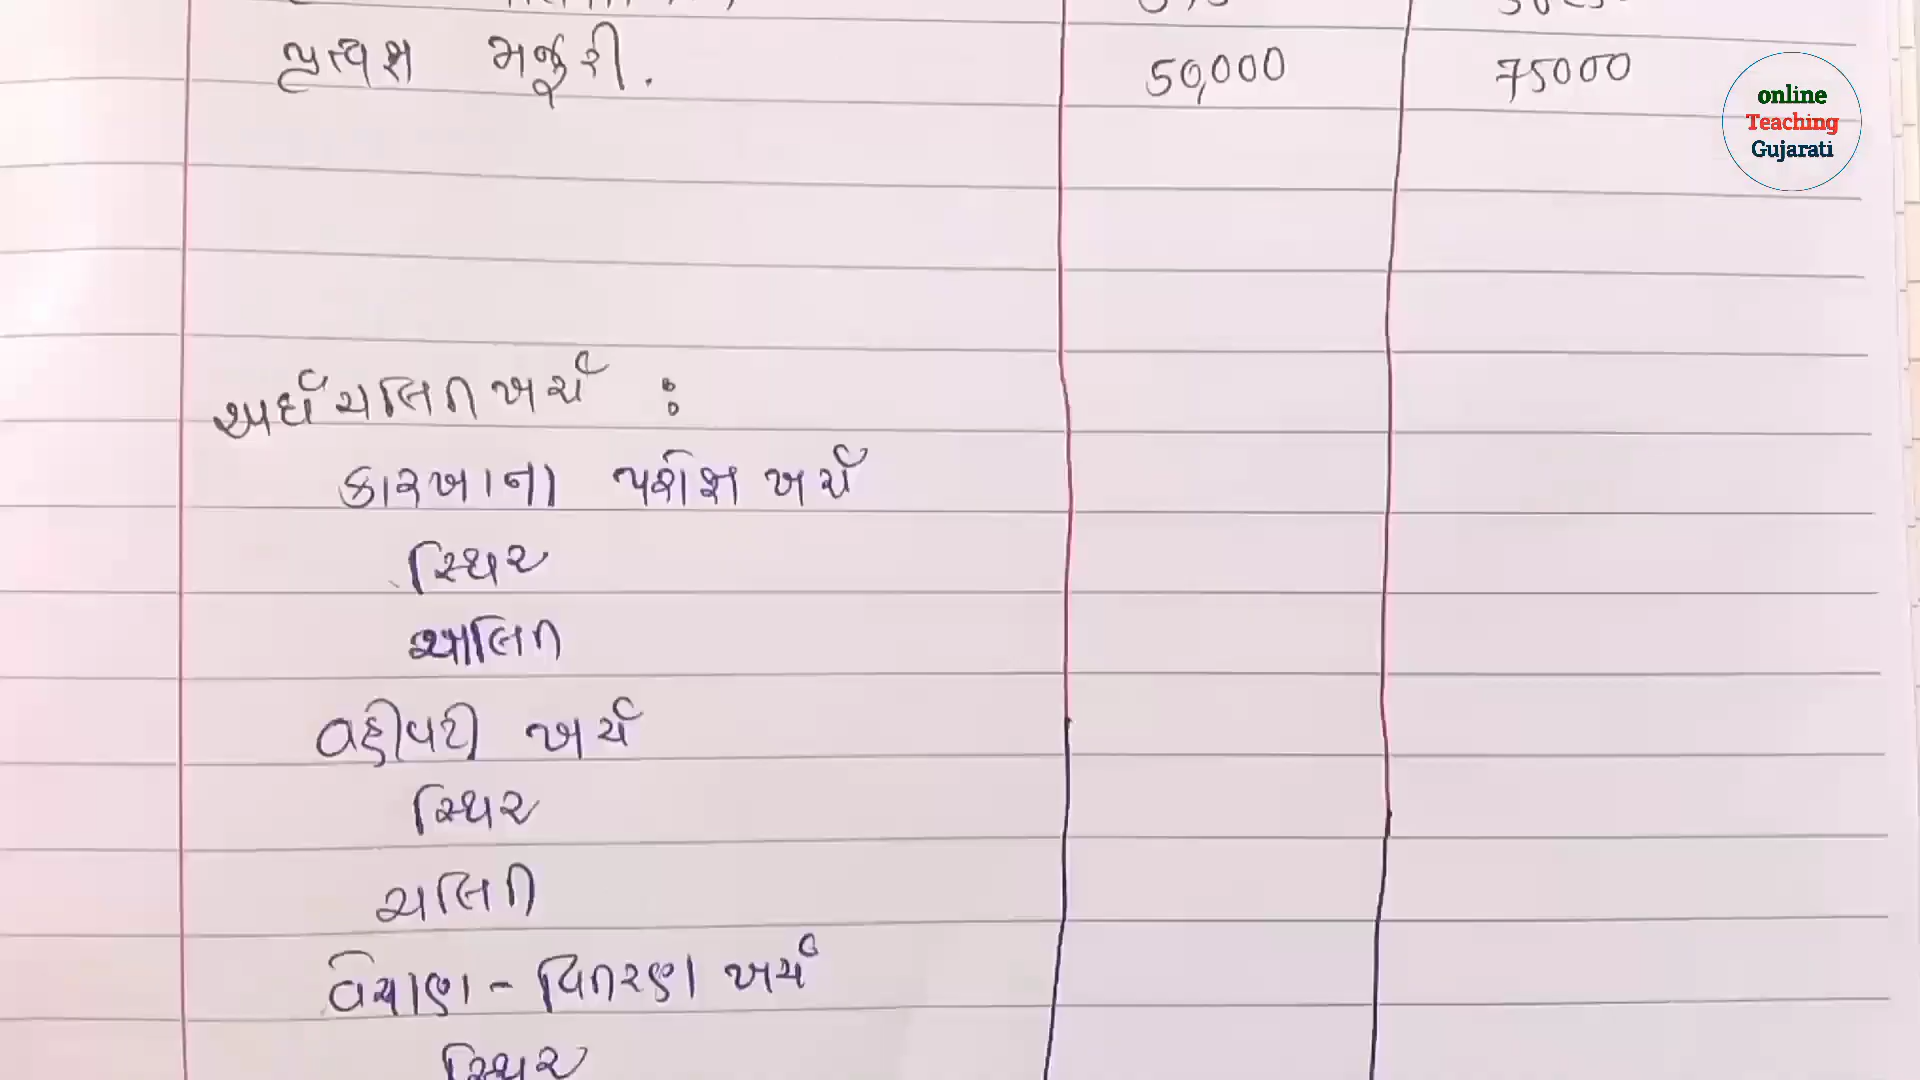 પ્રત્યક્ષ મજૂરી. 50,000 75000
online
Teaching
Gujarati
અર્ધચલિત ખર્ચ :
કારખાના પરોક્ષ ખર્ચ
સ્થિર
ચલિત
વહીવટી ખર્ચ
સ્થિર
ચલિત
વેચાણ - વિતરણ ખર્ચ
સ્થિર